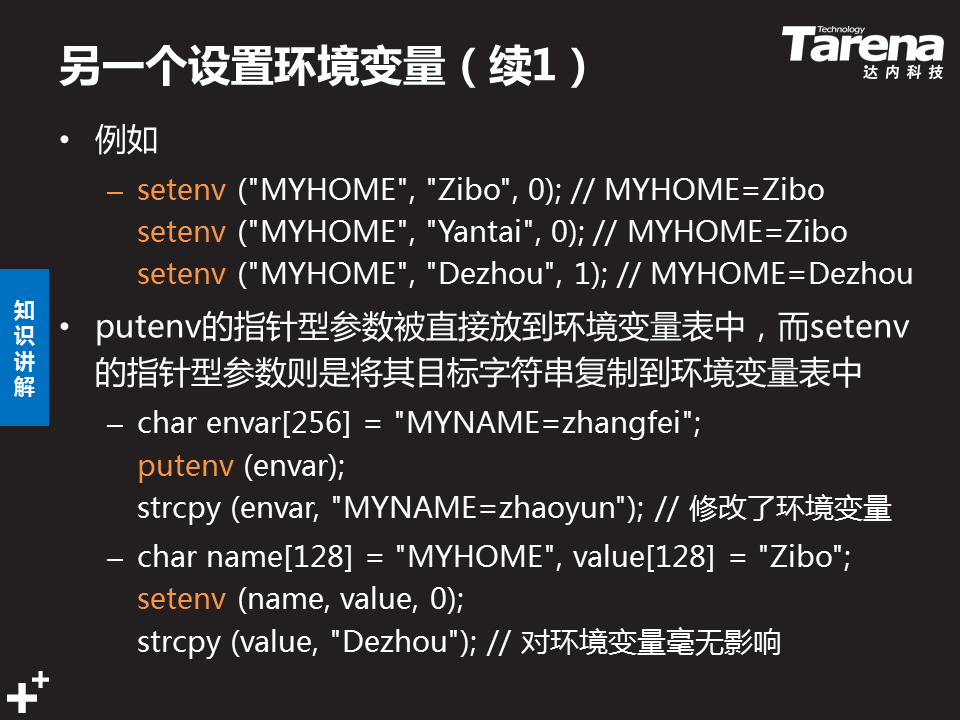 另一个设置环境变量（续1）
Technology
Tarena
达内科技
• 例如
– setenv ("MYHOME", "Zibo", 0); // MYHOME=Zibo
setenv ("MYHOME", "Yantai", 0); // MYHOME=Zibo
setenv ("MYHOME", "Dezhou", 1); // MYHOME=Dezhou
知识讲解
• putenv的指针型参数被直接放到环境变量表中，而setenv
的指针型参数则是将其目标字符串复制到环境变量表中
– char envar[256] = "MYNAME=zhangfei";
putenv (envar);
strcpy (envar, "MYNAME=zhaoyun"); // 修改了环境变量
– char name[128] = "MYHOME", value[128] = "Zibo";
setenv (name, value, 0);
strcpy (value, "Dezhou"); // 对环境变量毫无影响